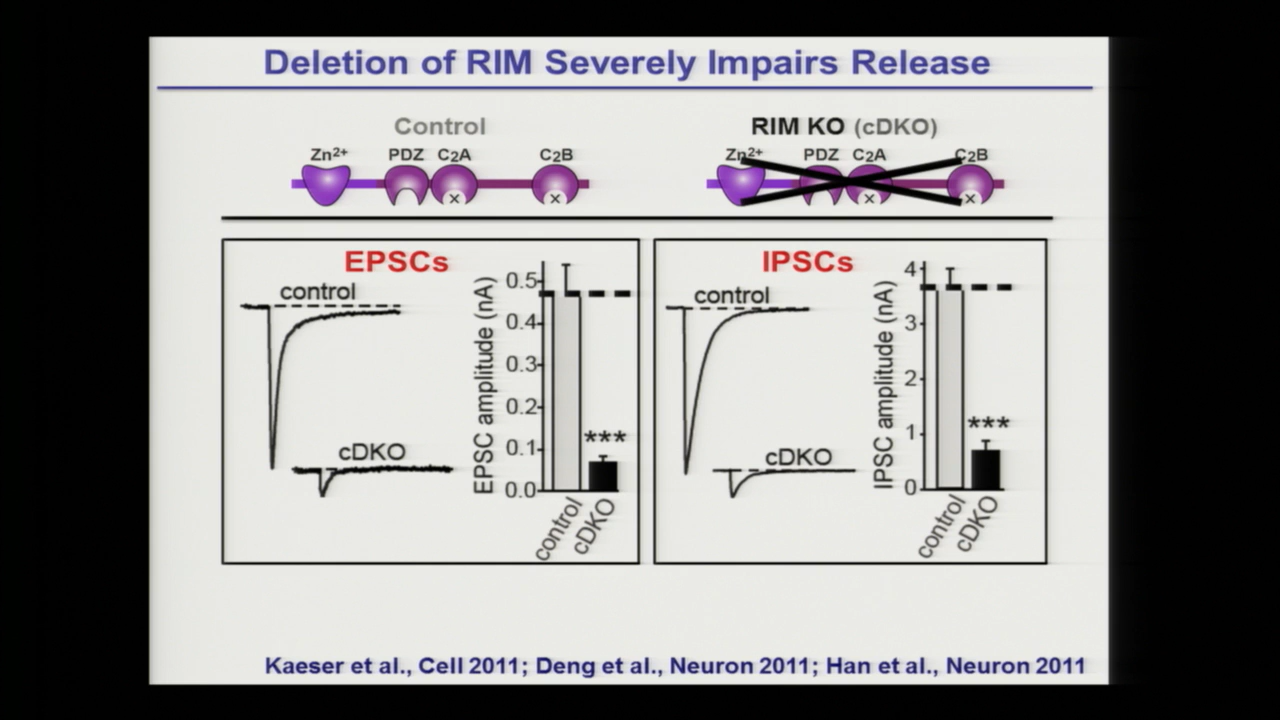 Deletion of RIM Severely Impairs Release
Control
RIM KO (cDKO)
Zn2+ PDZ C2A C2B
Zn2+ PDZ C2A C2B
× ×
× ×
EPSCs
control
cDKO
EPSC amplitude (nA)
0.5
0.4
0.3
0.2
0.1
0.0
***
control
cDKO
IPSCs
control
cDKO
IPSC amplitude (nA)
4
3
2
1
0
***
control
cDKO
Kaeser et al., Cell 2011; Deng et al., Neuron 2011; Han et al., Neuron 2011